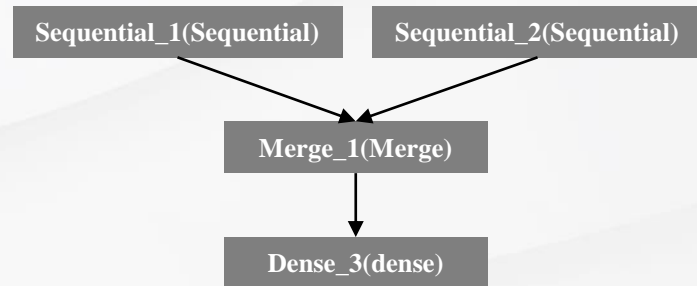 Sequential_1(Sequential)
Sequential_2(Sequential)
Merge_1(Merge)
Dense_3(dense)